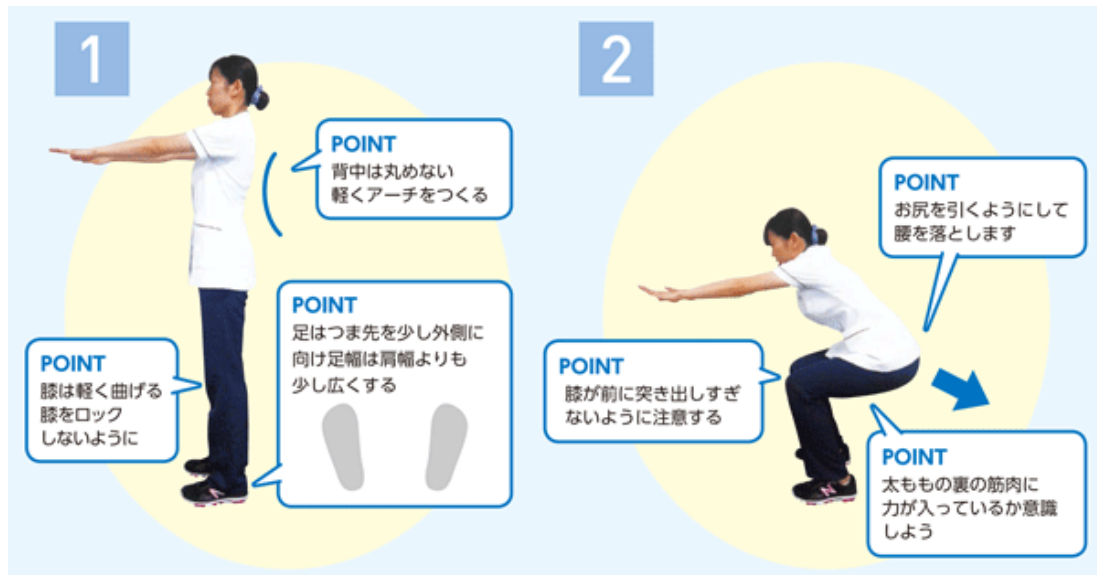 1
POINT
背中は丸めない
軽くアーチをつくる
POINT
足はつま先を少し外側に
向け足幅は肩幅よりも
少し広くする
POINT
膝は軽く曲げる
膝をロック
しないように
2
POINT
お尻を引くようにして
腰を落とします
POINT
膝が前に突き出しすぎ
ないように注意する
POINT
太ももの裏の筋肉に
力が入っているか意識
しよう